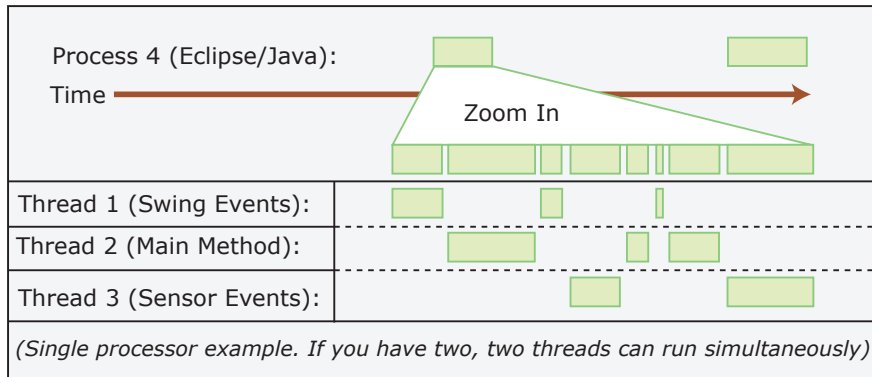 Process 4 (Eclipse/Java):
Time
Zoom In
Thread 1 (Swing Events):
Thread 2 (Main Method):
Thread 3 (Sensor Events):
(Single processor example. If you have two, two threads can run simultaneously)